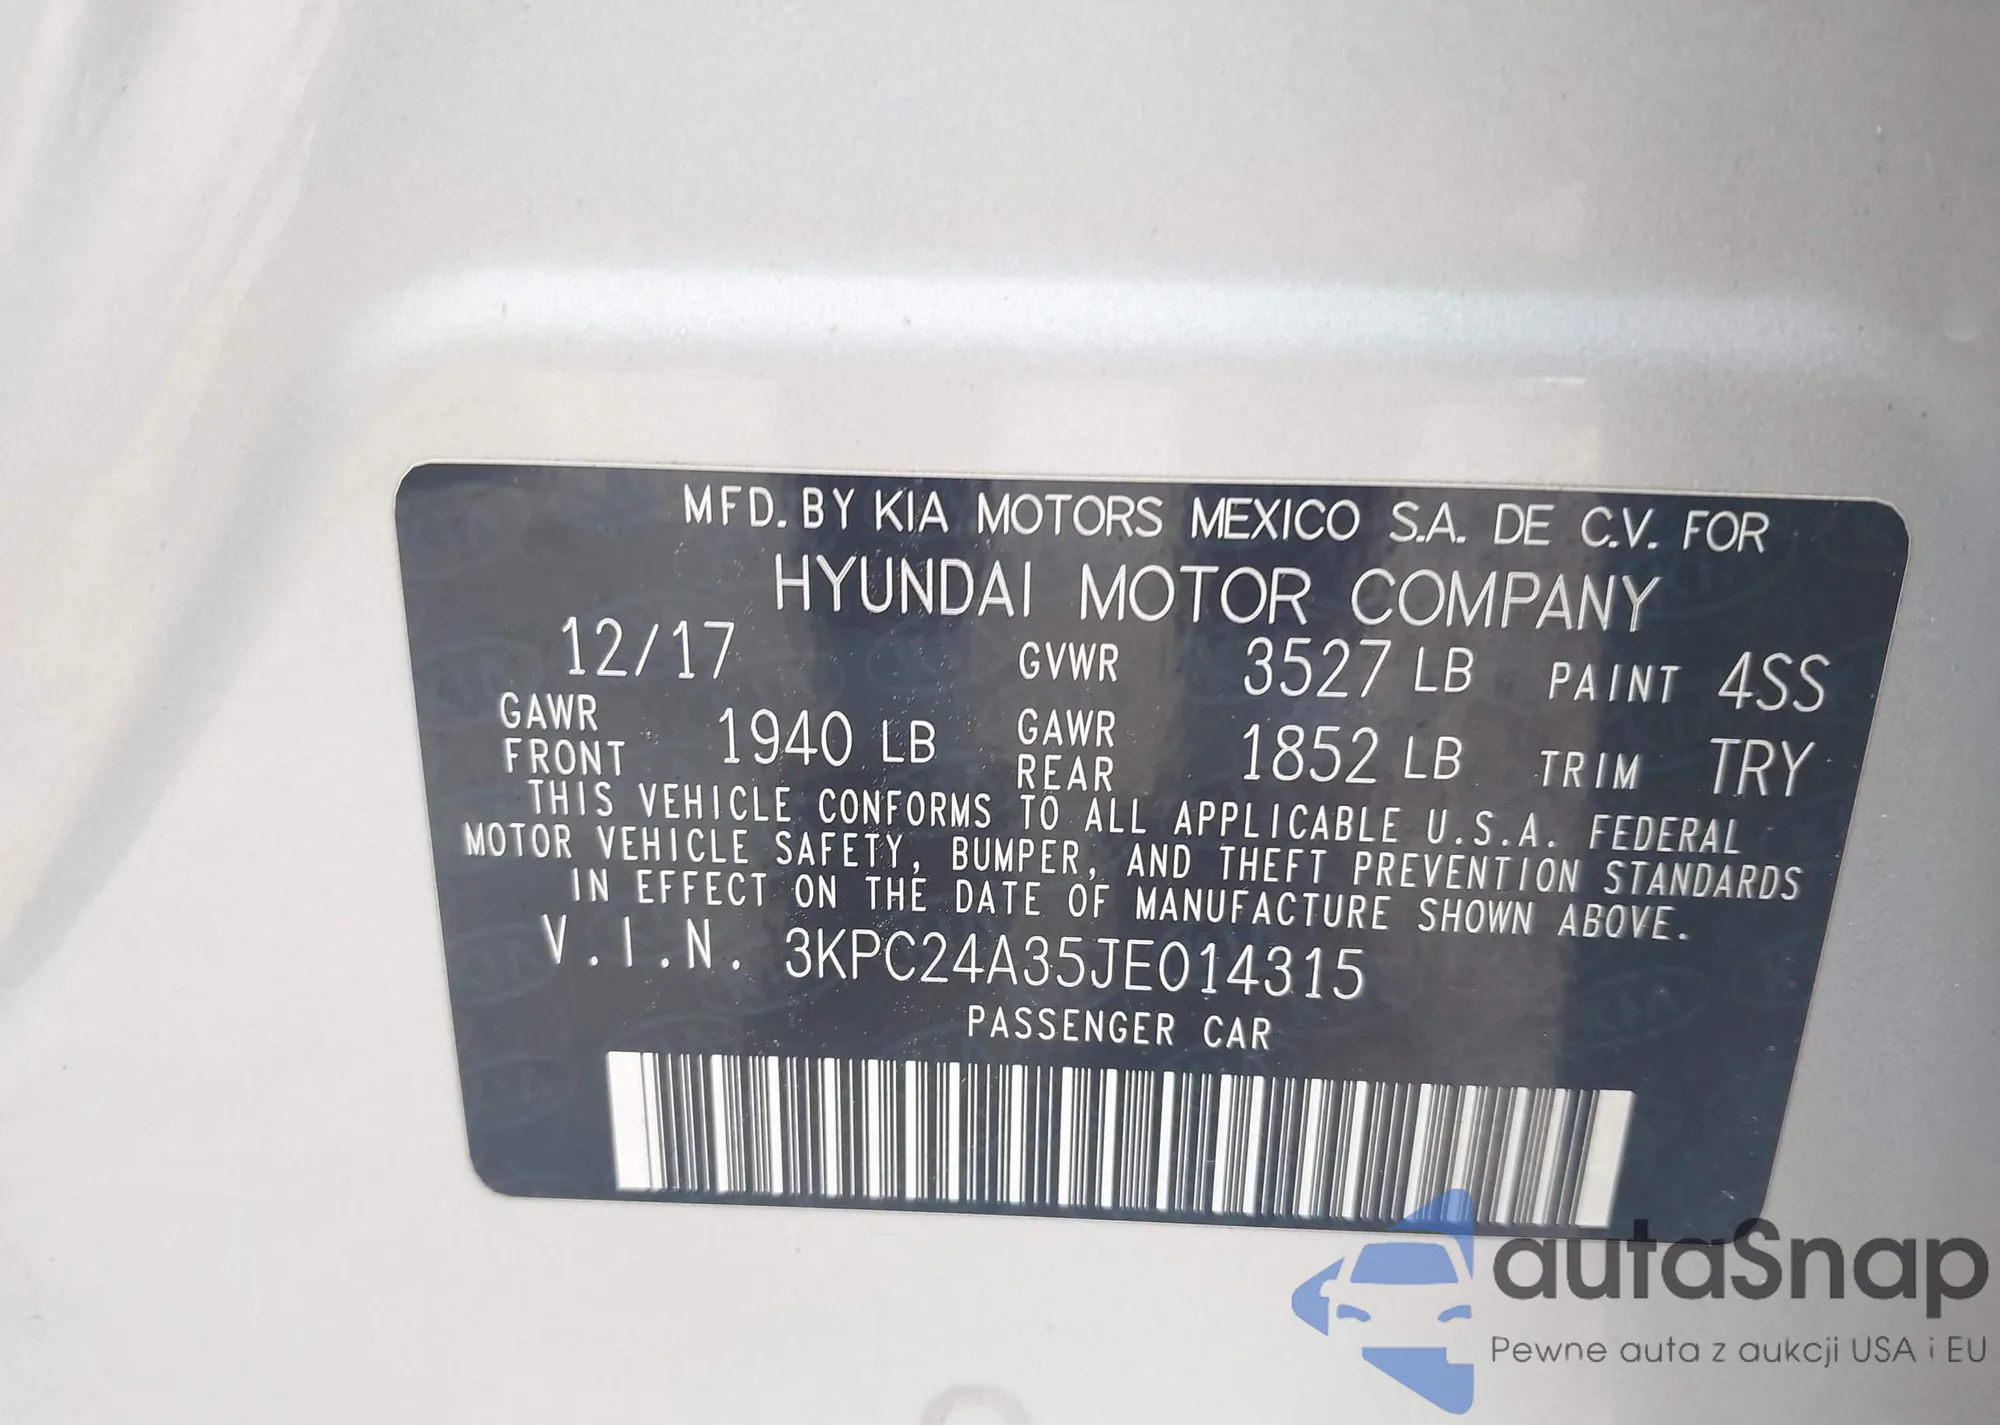 MFD. BY KIA MOTORS MEXICO S.A. DE C.V. FOR
HYUNDAI MOTOR COMPANY
12/17 GVWR 3527 LB PAINT 4SS
GAWR FRONT 1940 LB GAWR REAR 1852 LB TRIM TRY
THIS VEHICLE CONFORMS TO ALL APPLICABLE U.S.A. FEDERAL
MOTOR VEHICLE SAFETY, BUMPER, AND THEFT PREVENTION STANDARDS
IN EFFECT ON THE DATE OF MANUFACTURE SHOWN ABOVE.
V.I.N. 3KPC24A35JE014315
PASSENGER CAR
autaSnap
Pewne auta z aukcji USA i EU